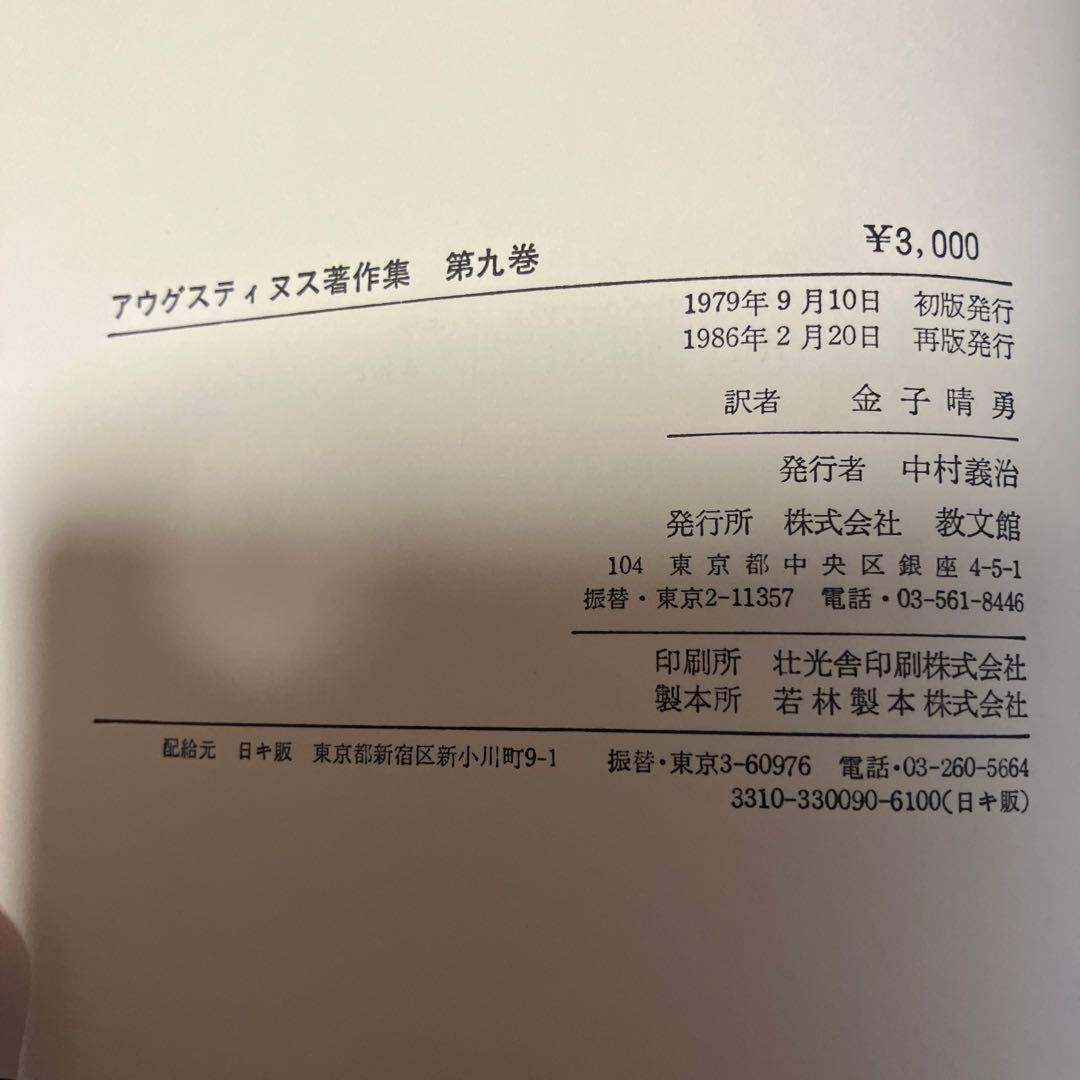 アウグスティヌス著作集 第九巻 ¥3,000
1979年9月10日 初版発行
1986年2月20日 再版発行
訳者 金子晴勇
発行者 中村義治
発行所 株式会社 教文館
104 東京都中央区銀座4-5-1
振替・東京2-11357 電話・03-561-8446
印刷所 壮光舎印刷株式会社
製本所 若林製本株式会社
配給元 日キ販 東京都新宿区新小川町9-1 振替・東京3-60976 電話・03-260-5664
3310-330090-6100(日キ販)